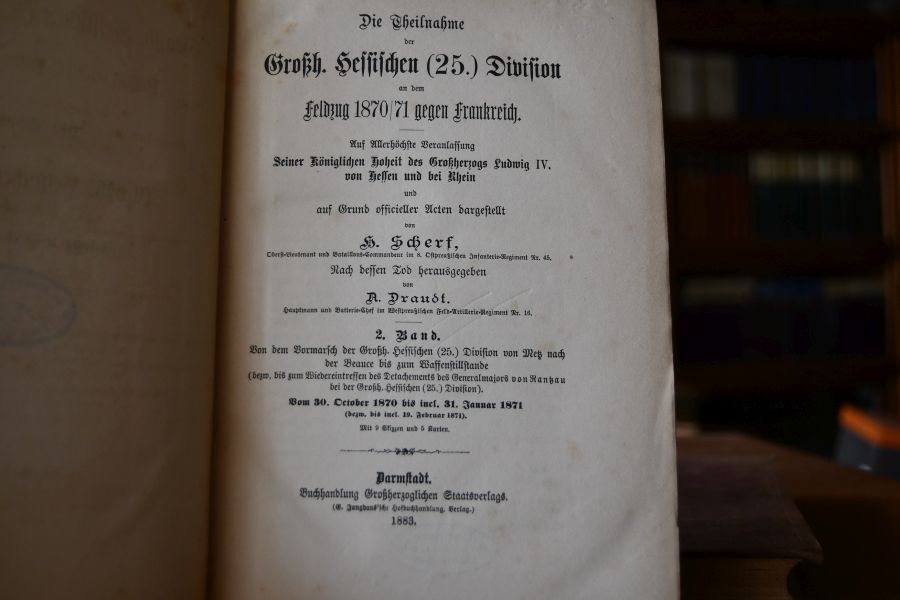 Die Theilnahme
der
Großh. Hessischen (25.) Division
an dem
Feldzug 1870/71 gegen Frankreich.
Auf Allerhöchste Veranlassung
Seiner Königlichen Hoheit des Großherzogs Ludwig IV.
von Hessen und bei Rhein
und
auf Grund officieller Acten dargestellt
von
H. Scherf,
Oberst-Lieutenant und Bataillons-Commandeur im 8. Ostpreußischen Infanterie-Regiment Nr. 45.
Nach dessen Tod herausgegeben
von
A. Draudt.
Hauptmann und Batterie-Chef im Westpreußischen Feld-Artillerie-Regiment Nr. 16.
2. Band.
Von dem Vormarsch der Großh. Hessischen (25.) Division von Metz nach
der Beauce bis zum Waffenstillstande
(bezw. bis zum Wiedereintreffen des Detachements des Generalmajors von Rantzau
bei der Großh. Hessischen (25.) Division).
Vom 30. October 1870 bis incl. 31. Januar 1871
(bezw. bis incl. 19. Februar 1871).
Mit 9 Skizzen und 5 Karten.
Darmstadt.
Buchhandlung Großherzoglichen Staatsverlags.
Hofbuchhandlung, Verlag.)
1883.